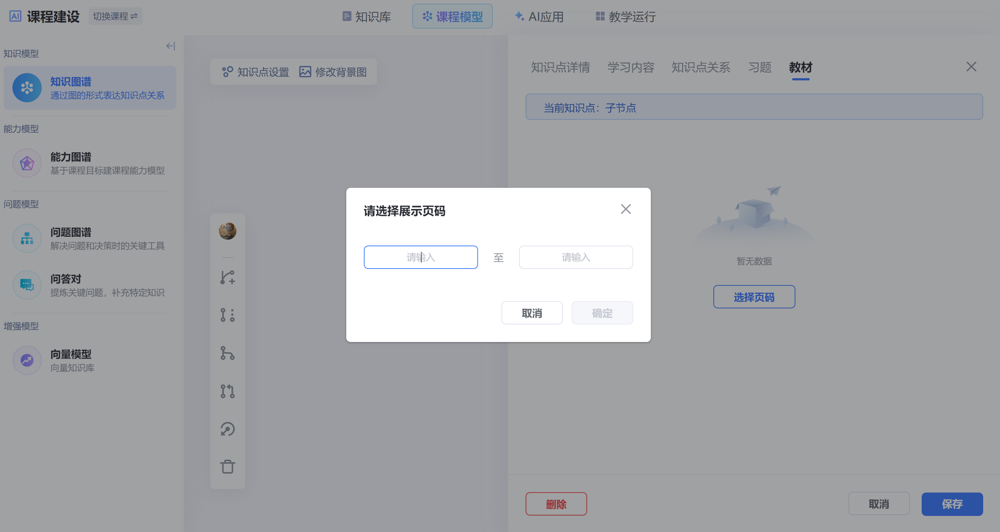 AI 课程建设 切换课程
知识库 课程模型 AI应用 教学运行
知识模型
知识图谱
通过图的形式表达知识点关系
能力模型
能力图谱
基于课程目标建课程能力模型
问题模型
问题图谱
解决问题和决策时的关键工具
问答对
提炼关键问题，补充特定知识
增强模型
向量模型
向量知识库
知识点设置 修改背景图
知识点详情 学习内容 知识点关系 习题 教材
当前知识点：子节点
暂无数据
选择页码
请选择展示页码
请输入 至 请输入
取消 确定
删除 取消 保存